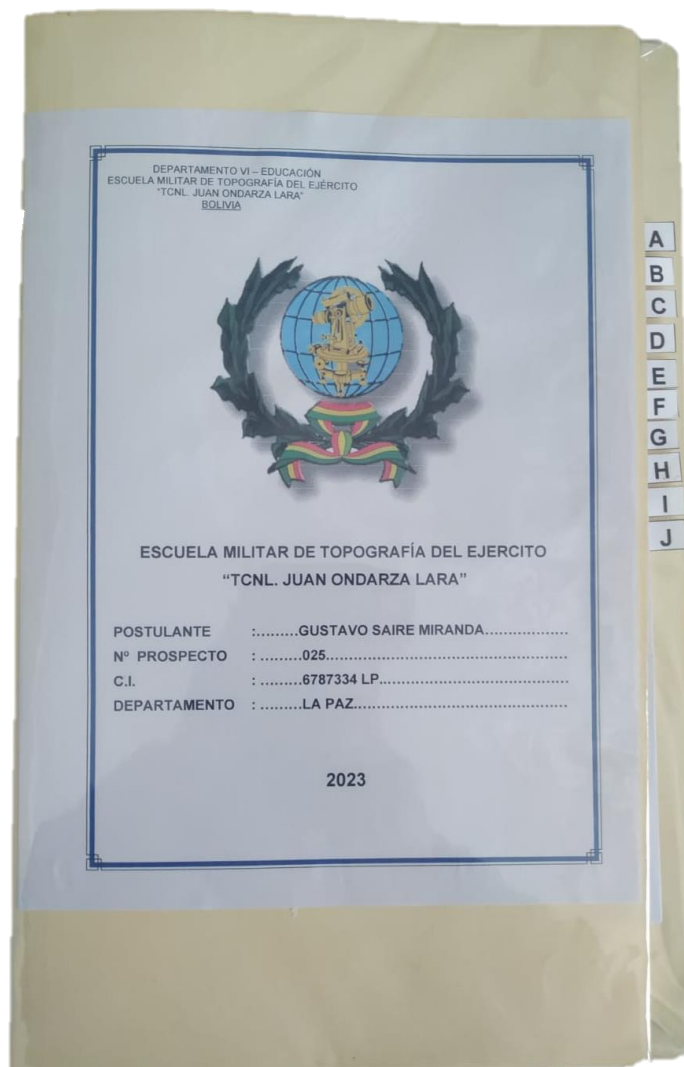 DEPARTAMENTO VI – EDUCACIÓN
ESCUELA MILITAR DE TOPOGRAFÍA DEL EJÉRCITO
"TCNL. JUAN ONDARZA LARA"
BOLIVIA
ESCUELA MILITAR DE TOPOGRAFÍA DEL EJERCITO
"TCNL. JUAN ONDARZA LARA"
POSTULANTE :.........GUSTAVO SAIRE MIRANDA..................
Nº PROSPECTO : .........025....................................................
C.I. : .........6787334 LP.........................................
DEPARTAMENTO : .........LA PAZ..............................................
2023
A
B
C
D
E
F
G
H
I
J